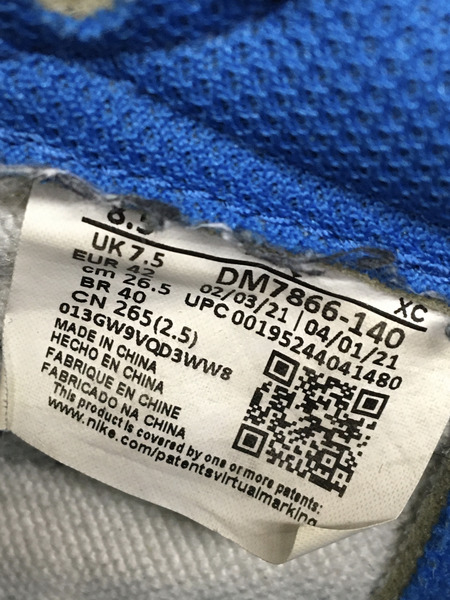 8.5
UK 7.5
EUR 42
cm 26.5
BR 40
CN 265(2.5)
013GW9VQD3WW8
DM7866-140
XC
02/03/21 | 04/01/21
UPC 00195244041480
MADE IN CHINA
HECHO EN CHINA
FABRIQUE EN CHINE
FABRICADO NA CHINA
This product is covered by one or more patents:
www.nike.com/patentsvirtualmarking